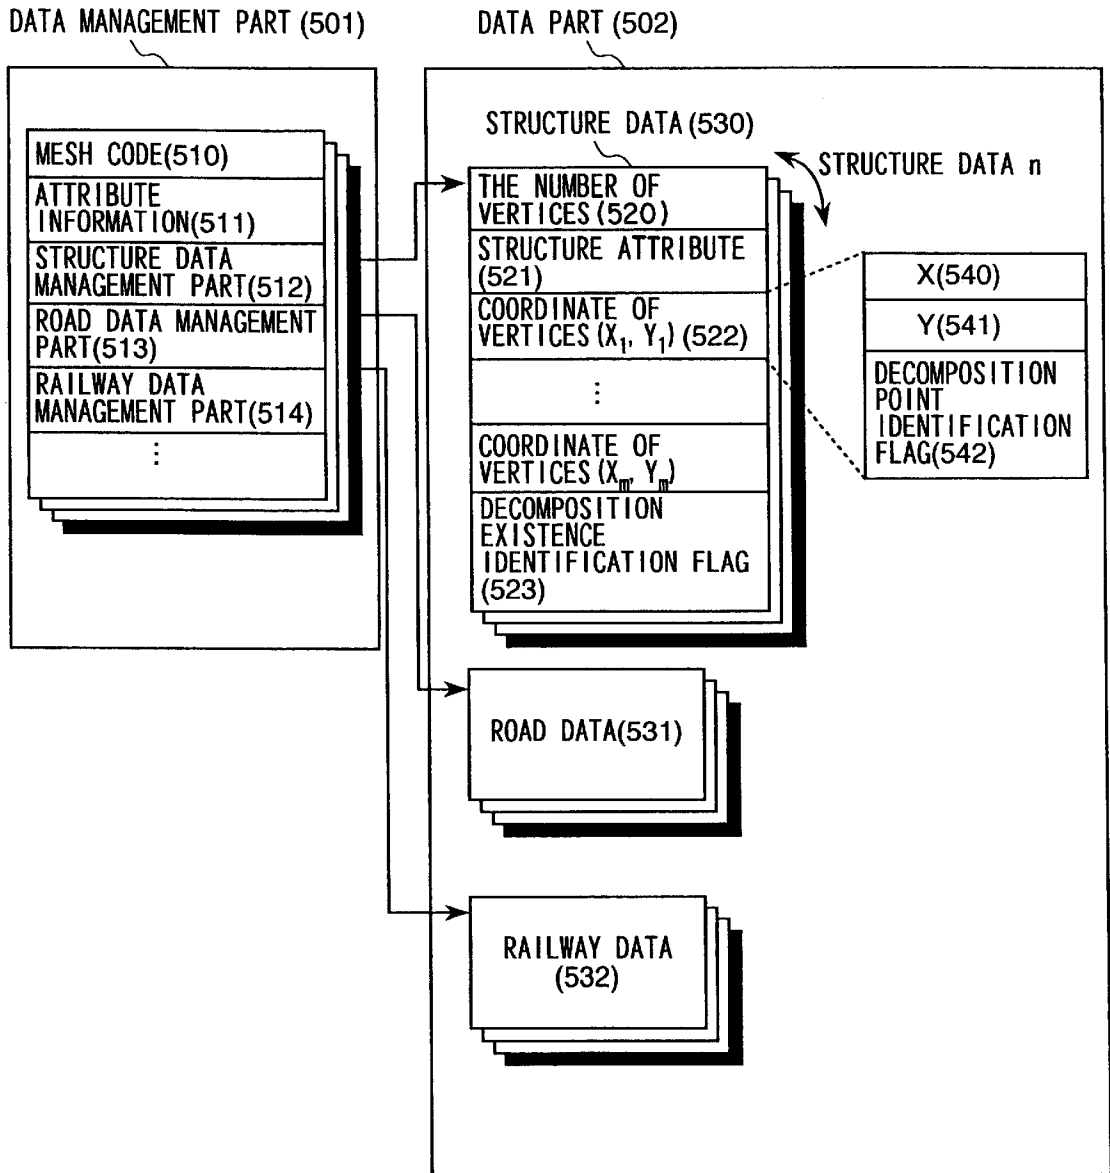 DATA MANAGEMENT PART (501)
MESH CODE(510)
ATTRIBUTE
INFORMATION(511)
STRUCTURE DATA
MANAGEMENT PART(512)
ROAD DATA MANAGEMENT
PART(513)
RAILWAY DATA
MANAGEMENT PART(514)
⋮
DATA PART (502)
STRUCTURE DATA (530)
STRUCTURE DATA n
THE NUMBER OF
VERTICES (520)
STRUCTURE ATTRIBUTE
(521)
COORDINATE OF
VERTICES (X₁, Y₁) (522)
⋮
COORDINATE OF
VERTICES (Xₘ, Yₘ)
DECOMPOSITION
EXISTENCE
IDENTIFICATION FLAG
(523)
X(540)
Y(541)
DECOMPOSITION
POINT
IDENTIFICATION
FLAG(542)
ROAD DATA(531)
RAILWAY DATA
(532)